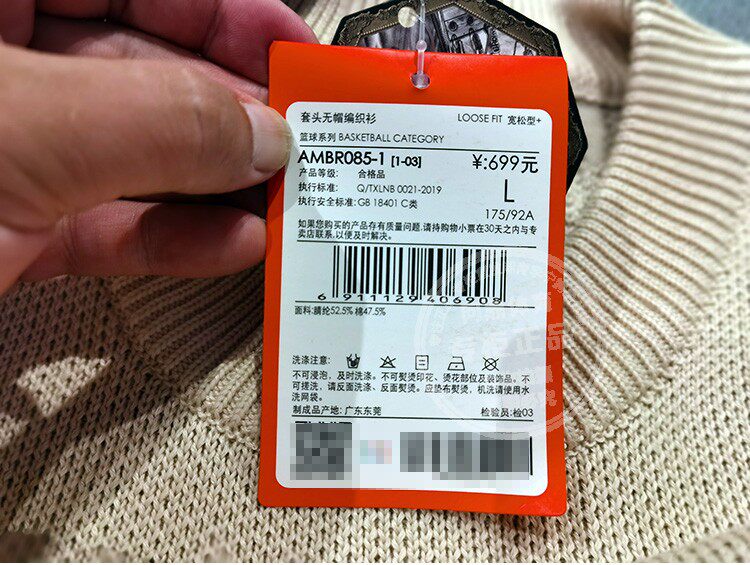 套头无帽编织衫
LOOSE FIT 宽松型+
篮球系列 BASKETBALL CATEGORY
AMBR085-1 [1-03]
¥:699元
产品等级: 合格品
执行标准: Q/TXLNB 0021-2019
L
执行安全标准: GB 18401 C类
175/92A
如果您购买的产品存有质量问题,请持购物小票在30天之内与专
卖店联系,以便及时解决。
6 911129 406908
面料:腈纶52.5% 棉47.5%
洗涤注意:
不可浸泡，及时洗涤。不可熨烫印花、烫花部位及装饰品。不
可搓洗，请反面洗涤、反面熨烫。应垫布熨烫，机洗请使用水
洗网袋。
制成品产地: 广东东莞
检验员:检03
正品